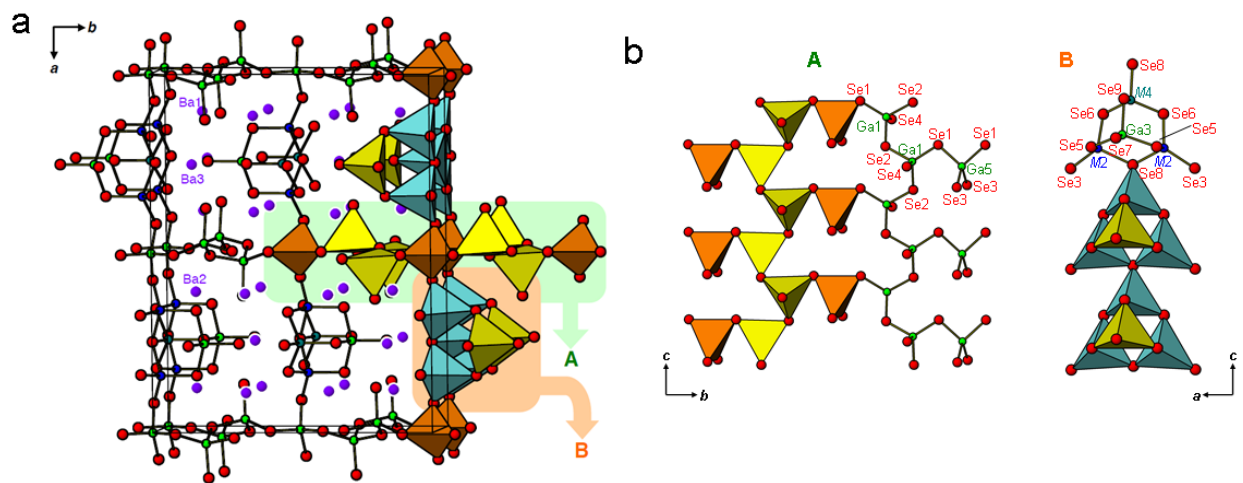 a
b
a
Ba1
Ba3
Ba2
A
B
b
A
Se1
Se2
Se4
Ga1
Se1
Se1
Ga1
Se2
Se4
Ga5
Se3
Se3
Se2
c
b
B
Se8
Se9
M4
Se6
Se6
Ga3
Se5
Se5
Se7
M2
M2
Se8
Se3
Se3
c
a